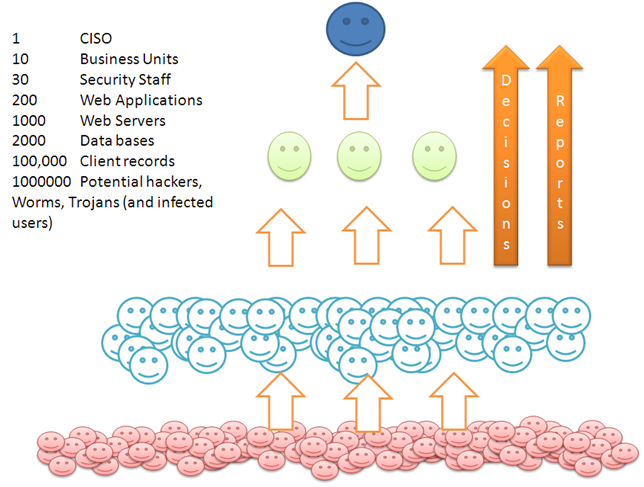 1 CISO
10 Business Units
30 Security Staff
200 Web Applications
1000 Web Servers
2000 Data bases
100,000 Client records
1000000 Potential hackers,
Worms, Trojans (and infected
users)
Decisions
Reports